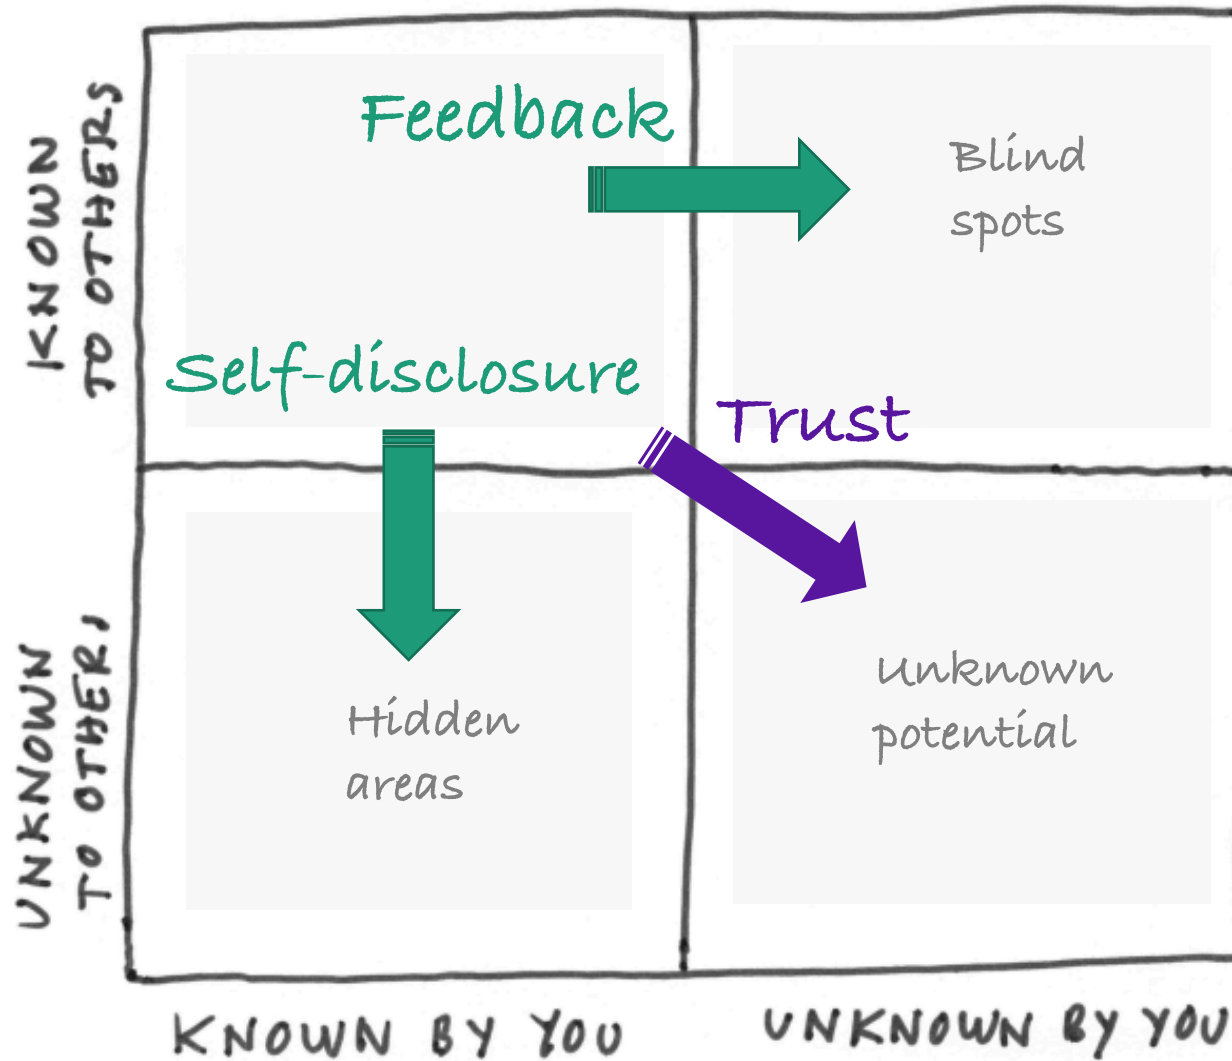 KNOWN
TO OTHERS
Feedback
Blind
spots
Self-disclosure
Trust
UNKNOWN
TO OTHERS
Hidden
areas
Unknown
potential
KNOWN BY YOU
UNKNOWN BY YOU